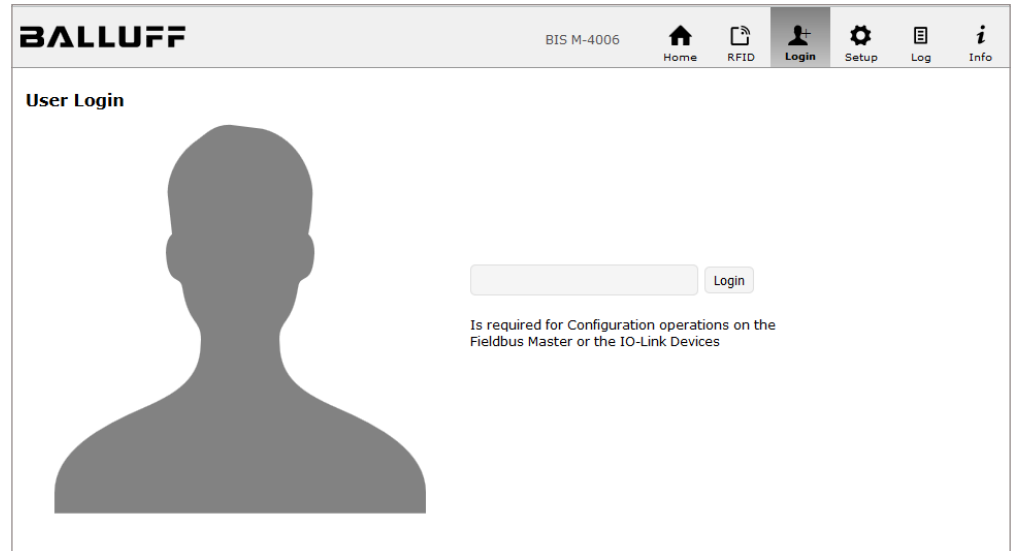 BALLUFF
BIS M-4006
Home
RFID
Login
Setup
Log
i
Info
User Login
Login
Is required for Configuration operations on the
Fieldbus Master or the IO-Link Devices